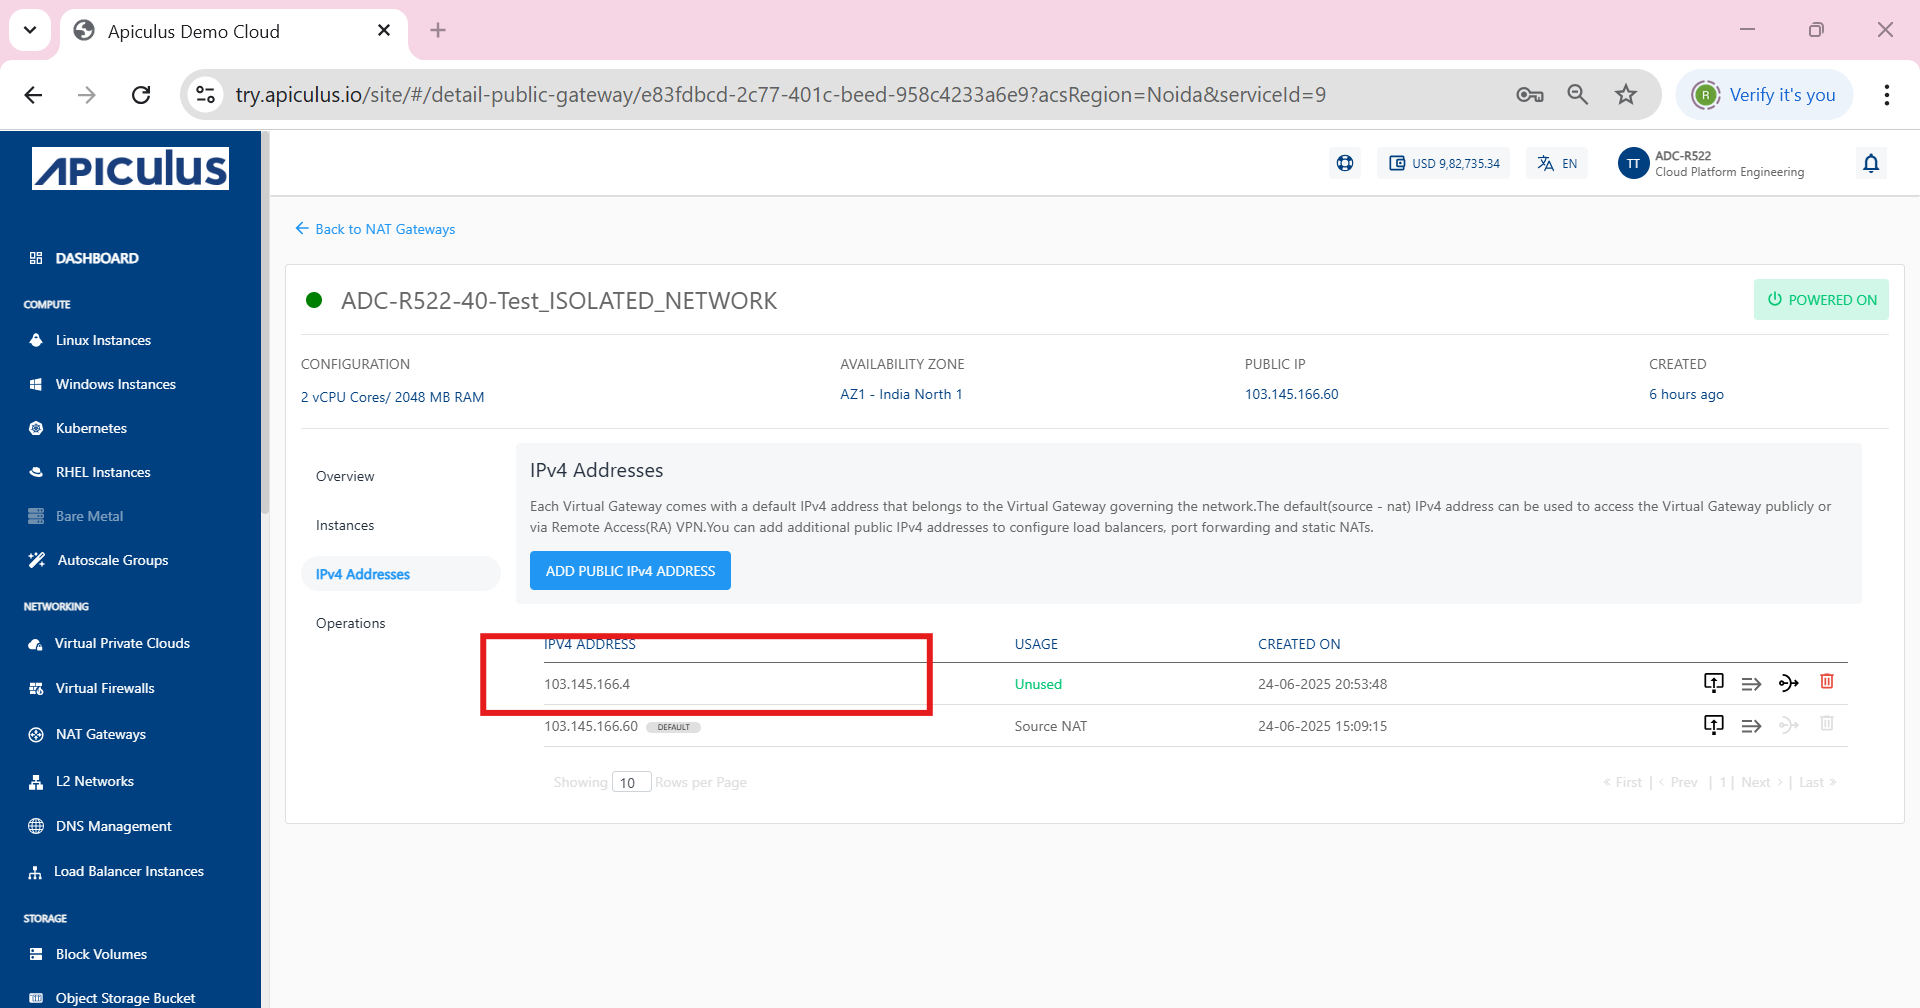 Apiculus Demo Cloud
try.apiculus.io/site/#/detail-public-gateway/e83fdbcd-2c77-401c-beed-958c4233a6e9?acsRegion=Noida&serviceId=9
R
Verify it's you
APICULUS
USD 9,82,735.34
EN
TT
ADC-R522
Cloud Platform Engineering
DASHBOARD
COMPUTE
Linux Instances
Windows Instances
Kubernetes
RHEL Instances
Bare Metal
Autoscale Groups
NETWORKING
Virtual Private Clouds
Virtual Firewalls
NAT Gateways
L2 Networks
DNS Management
Load Balancer Instances
STORAGE
Block Volumes
Object Storage Bucket
Back to NAT Gateways
ADC-R522-40-Test_ISOLATED_NETWORK
POWERED ON
CONFIGURATION
2 vCPU Cores/ 2048 MB RAM
AVAILABILITY ZONE
AZ1 - India North 1
PUBLIC IP
103.145.166.60
CREATED
6 hours ago
Overview
Instances
IPv4 Addresses
Operations
IPv4 Addresses
Each Virtual Gateway comes with a default IPv4 address that belongs to the Virtual Gateway governing the network.The default(source - nat) IPv4 address can be used to access the Virtual Gateway publicly or
via Remote Access(RA) VPN.You can add additional public IPv4 addresses to configure load balancers, port forwarding and static NATs.
ADD PUBLIC IPv4 ADDRESS
IPV4 ADDRESS USAGE CREATED ON
103.145.166.4 Unused 24-06-2025 20:53:48
103.145.166.60 DEFAULT Source NAT 24-06-2025 15:09:15
Showing 10 Rows per Page
« First | < Prev | 1 | Next > | Last »